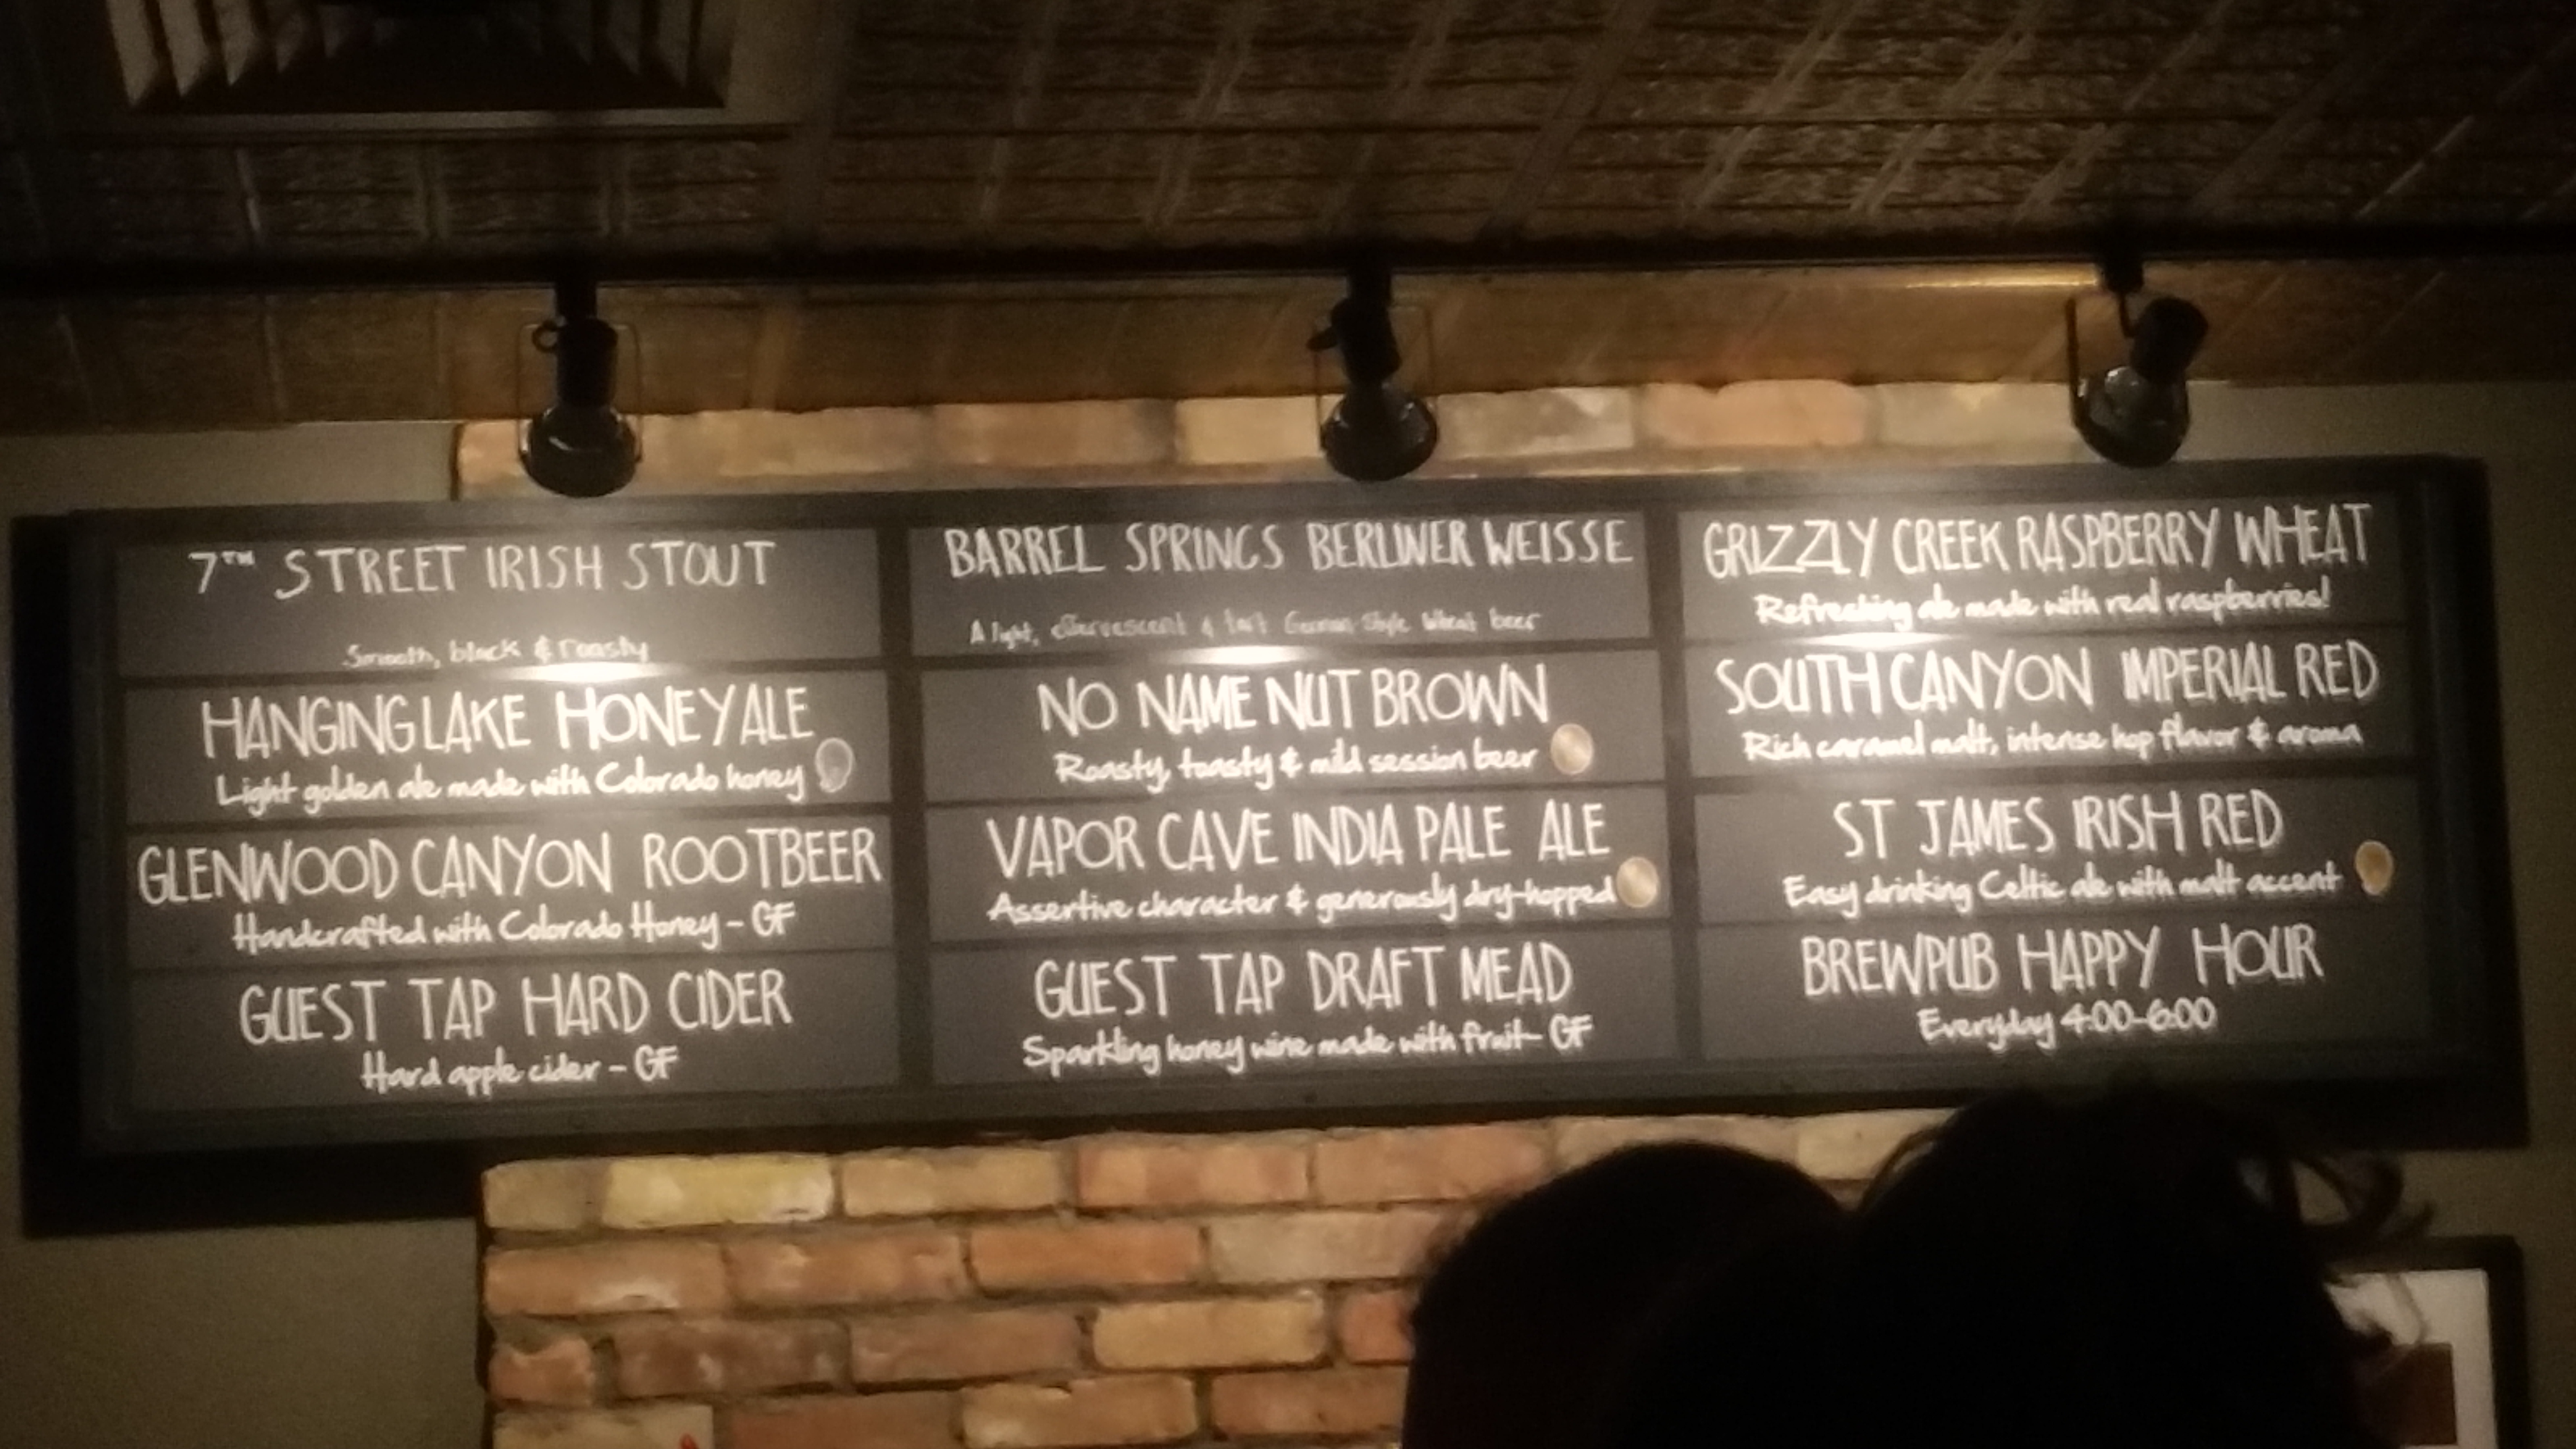 7TH STREET IRISH STOUT
Smooth, black & roasty
HANGING LAKE HONEY ALE
Light golden ale made with Colorado honey
GLENWOOD CANYON ROOTBEER
Handcrafted with Colorado Honey - GF
GUEST TAP HARD CIDER
Hard apple cider - GF
BARREL SPRINGS BERLINER WEISSE
A light, effervescent & tart German Style Wheat beer
NO NAME NUT BROWN
Roasty, toasty & mild session beer
VAPOR CAVE INDIA PALE ALE
Assertive character & generously dry-hopped
GUEST TAP DRAFT MEAD
Sparkling honey wine made with fruit - GF
GRIZZLY CREEK RASPBERRY WHEAT
Refreshing ale made with real raspberries!
SOUTH CANYON IMPERIAL RED
Rich caramel malt, intense hop flavor & aroma
ST JAMES IRISH RED
Easy drinking Celtic ale with malt accent
BREWPUB HAPPY HOUR
Everyday 4:00-6:00